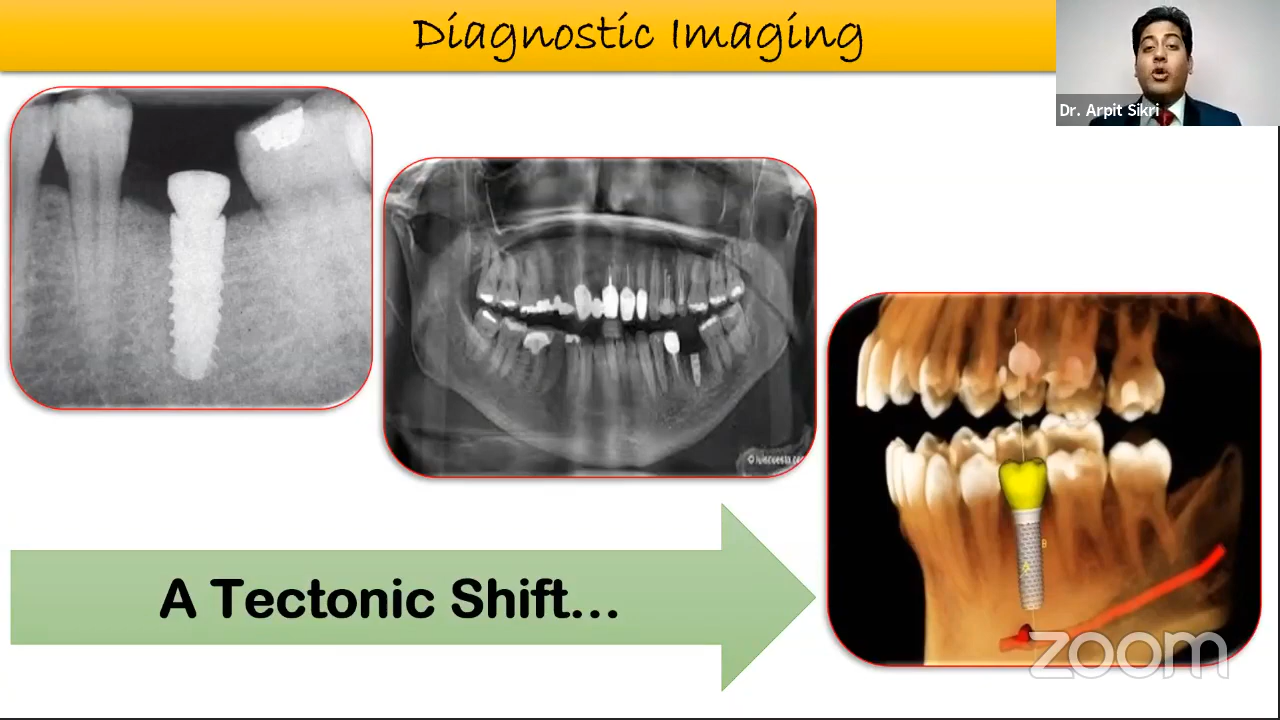 Diagnostic Imaging
Dr. Arpit Sikri
A Tectonic Shift...
B
A
zoom